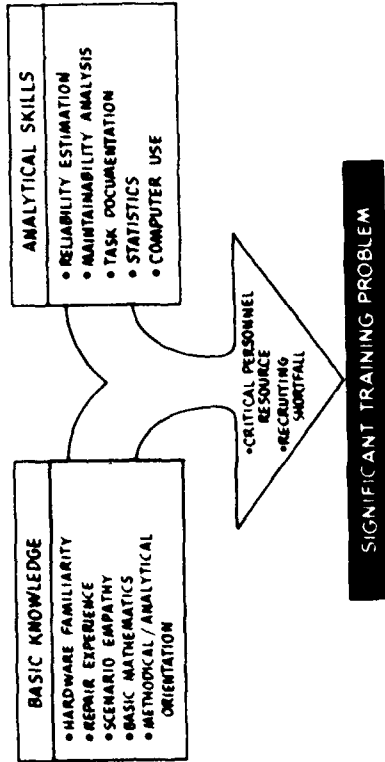 BASIC KNOWLEDGE
• HARDWARE FAMILIARITY
• REPAIR EXPERIENCE
• SCENARIO EMPATHY
• BASIC MATHEMATICS
• METHODICAL / ANALYTICAL
ORIENTATION
ANALYTICAL SKILLS
• RELIABILITY ESTIMATION
• MAINTAINABILITY ANALYSIS
• TASK DOCUMENTATION
• STATISTICS
• COMPUTER USE
• CRITICAL PERSONNEL
RESOURCE
• RECRUITING
SHORTFALL
SIGNIFICANT TRAINING PROBLEM